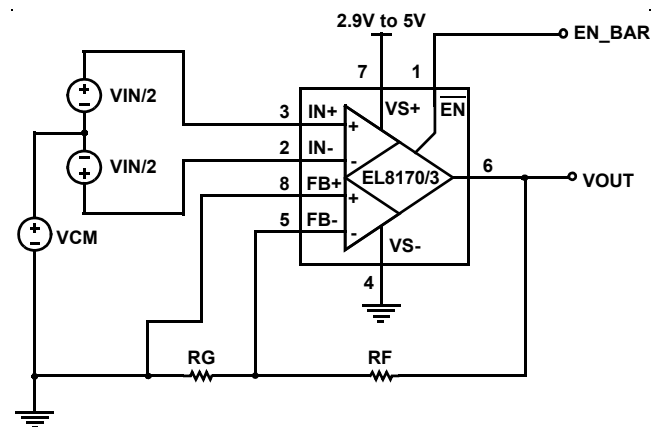 2.9V to 5V
EN_BAR
7
1
VIN/2
3
IN+
VS+
EN
+
-
+
2
IN-
+
-
VIN/2
-
+
8
FB+
EL8170/3
6
VOUT
+
5
FB-
-
VCM
+
-
VS-
4
RG
RF